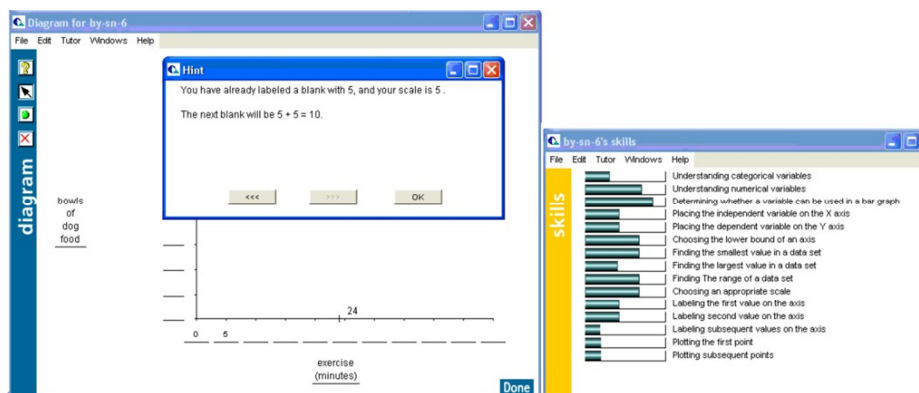 Diagram for by-sn-6
File Edit Tutor Windows Help
Hint
You have already labeled a blank with 5, and your scale is 5 .
The next blank will be 5 + 5 = 10.
<<< >>> OK
diagram
bowls
of
dog
food
24
0 5
exercise
(minutes)
Done
by-sn-6's skills
File Edit Tutor Windows Help
skills
Understanding categorical variables
Understanding numerical variables
Determining whether a variable can be used in a bar graph
Placing the independent variable on the X axis
Placing the dependent variable on the Y axis
Choosing the lower bound of an axis
Finding the smallest value in a data set
Finding the largest value in a data set
Finding The range of a data set
Choosing an appropriate scale
Labeling the first value on the axis
Labeling second value on the axis
Labeling subsequent values on the axis
Plotting the first point
Plotting subsequent points